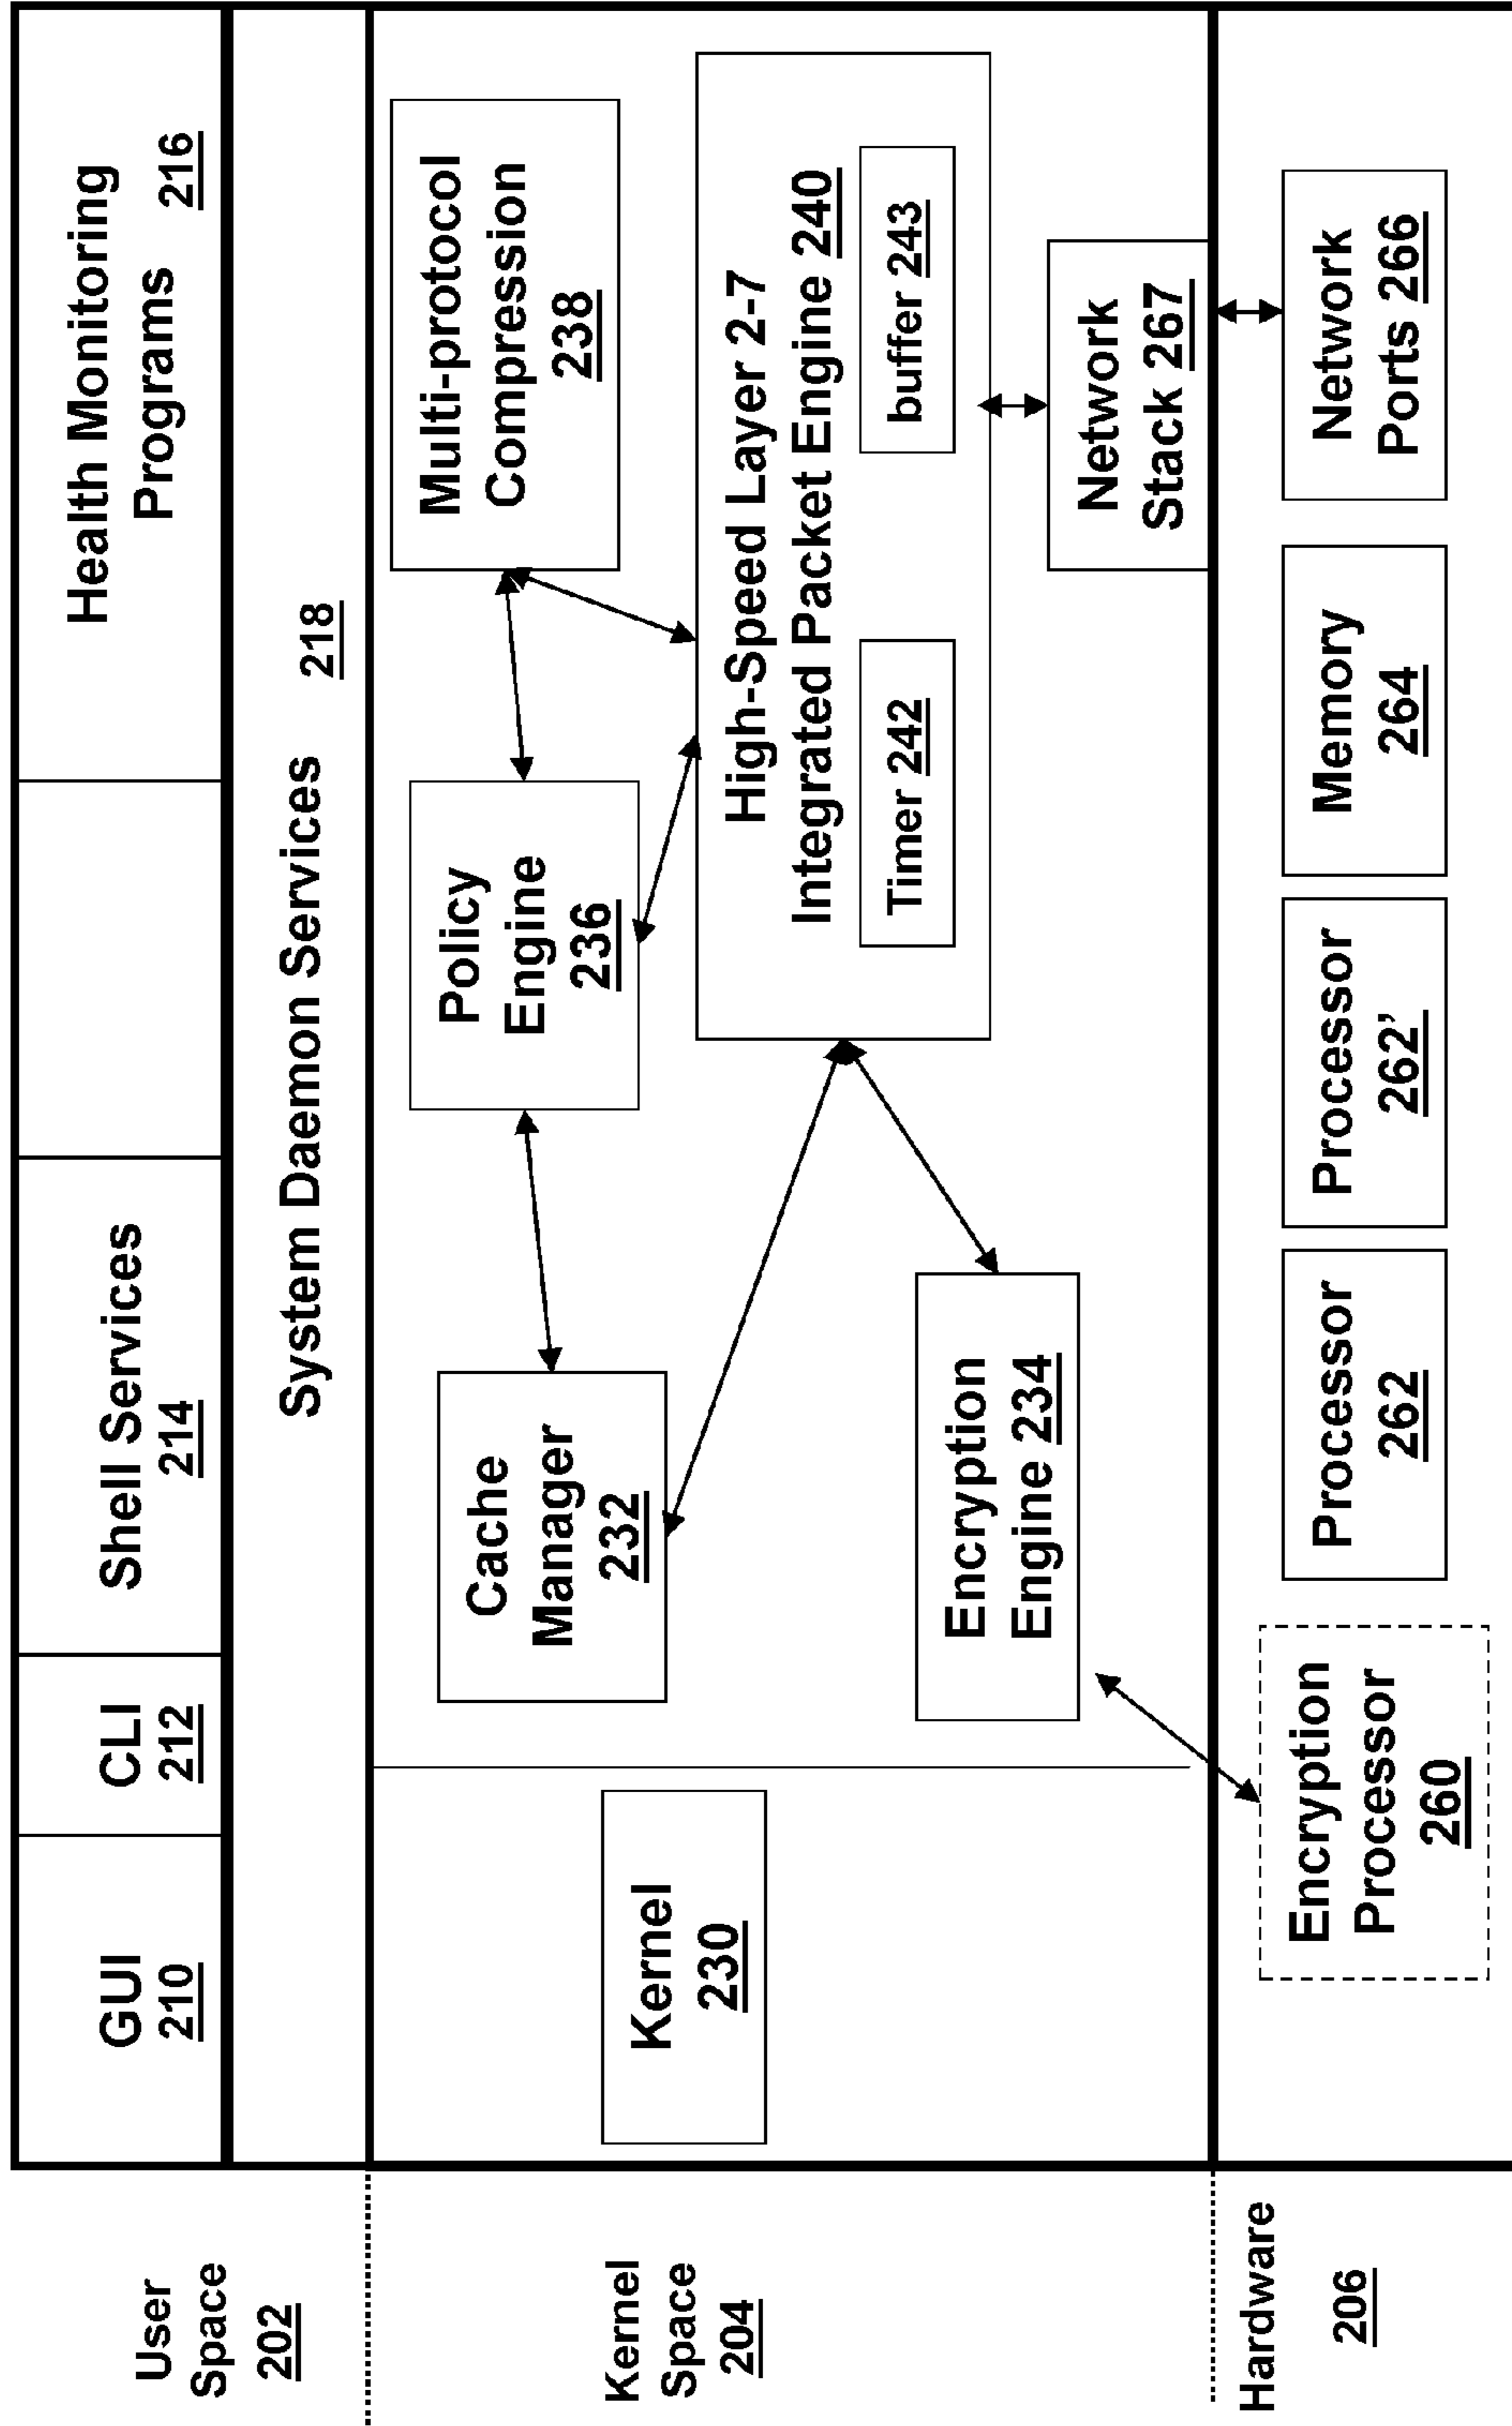 User
Space
202
GUI
210
CLI
212
Shell Services
214
Health Monitoring
Programs 216
System Daemon Services
218
Kernel
Space
204
Kernel
230
Cache
Manager
232
Policy
Engine
236
Multi-protocol
Compression
238
High-Speed Layer 2-7
Integrated Packet Engine 240
Timer 242
buffer 243
Encryption
Engine 234
Network
Stack 267
Hardware
206
Encryption
Processor
260
Processor
262
Processor
262’
Memory
264
Network
Ports 266